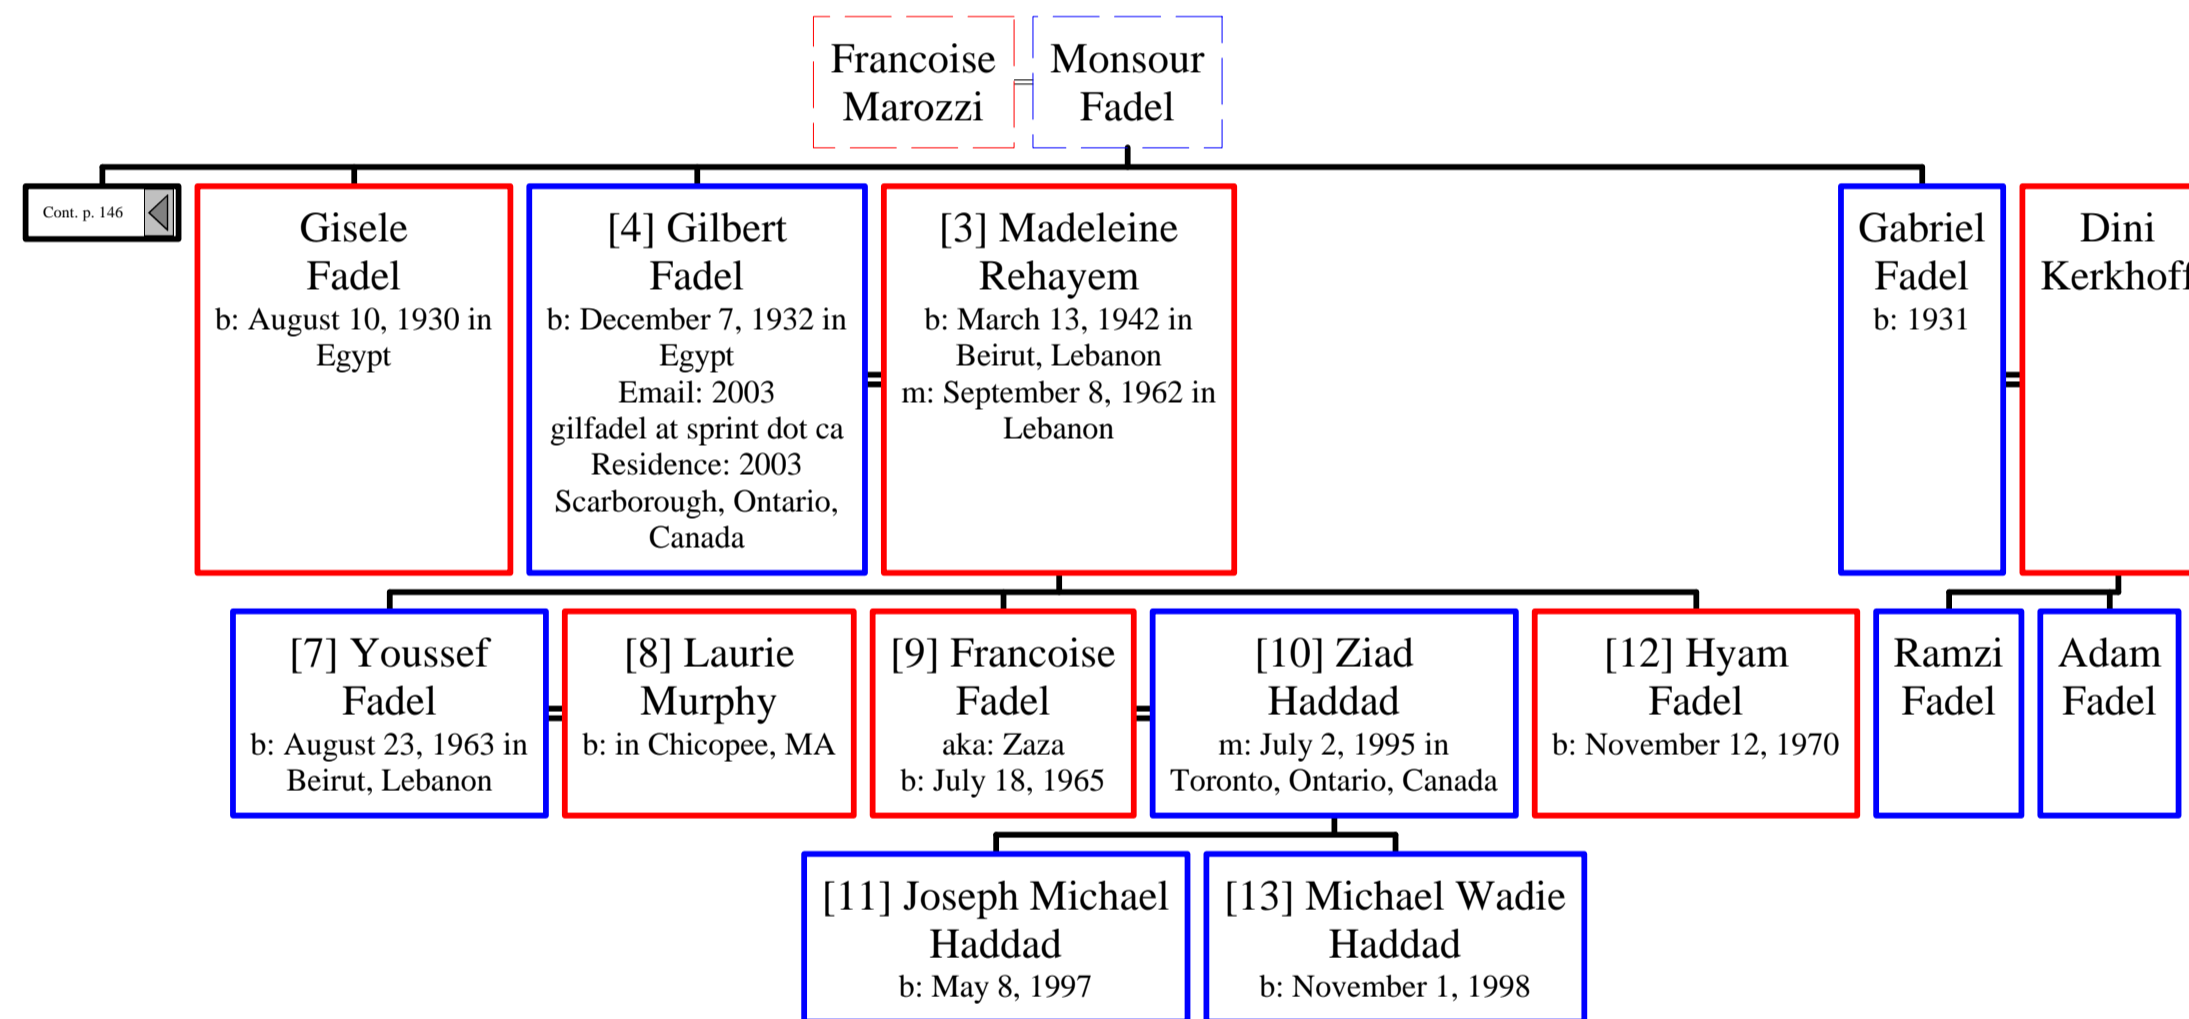 Francoise
Marozzi
Monsour
Fadel
Cont. p. 146
Gisele
Fadel
b: August 10, 1930 in
Egypt
[4] Gilbert
Fadel
b: December 7, 1932 in
Egypt
Email: 2003
gilfadel at sprint dot ca
Residence: 2003
Scarborough, Ontario,
Canada
[3] Madeleine
Rehayem
b: March 13, 1942 in
Beirut, Lebanon
m: September 8, 1962 in
Lebanon
Gabriel
Fadel
b: 1931
Dini
Kerkhoff
[7] Youssef
Fadel
b: August 23, 1963 in
Beirut, Lebanon
[8] Laurie
Murphy
b: in Chicopee, MA
[9] Francoise
Fadel
aka: Zaza
b: July 18, 1965
[10] Ziad
Haddad
m: July 2, 1995 in
Toronto, Ontario, Canada
[12] Hyam
Fadel
b: November 12, 1970
Ramzi
Fadel
Adam
Fadel
[11] Joseph Michael
Haddad
b: May 8, 1997
[13] Michael Wadie
Haddad
b: November 1, 1998